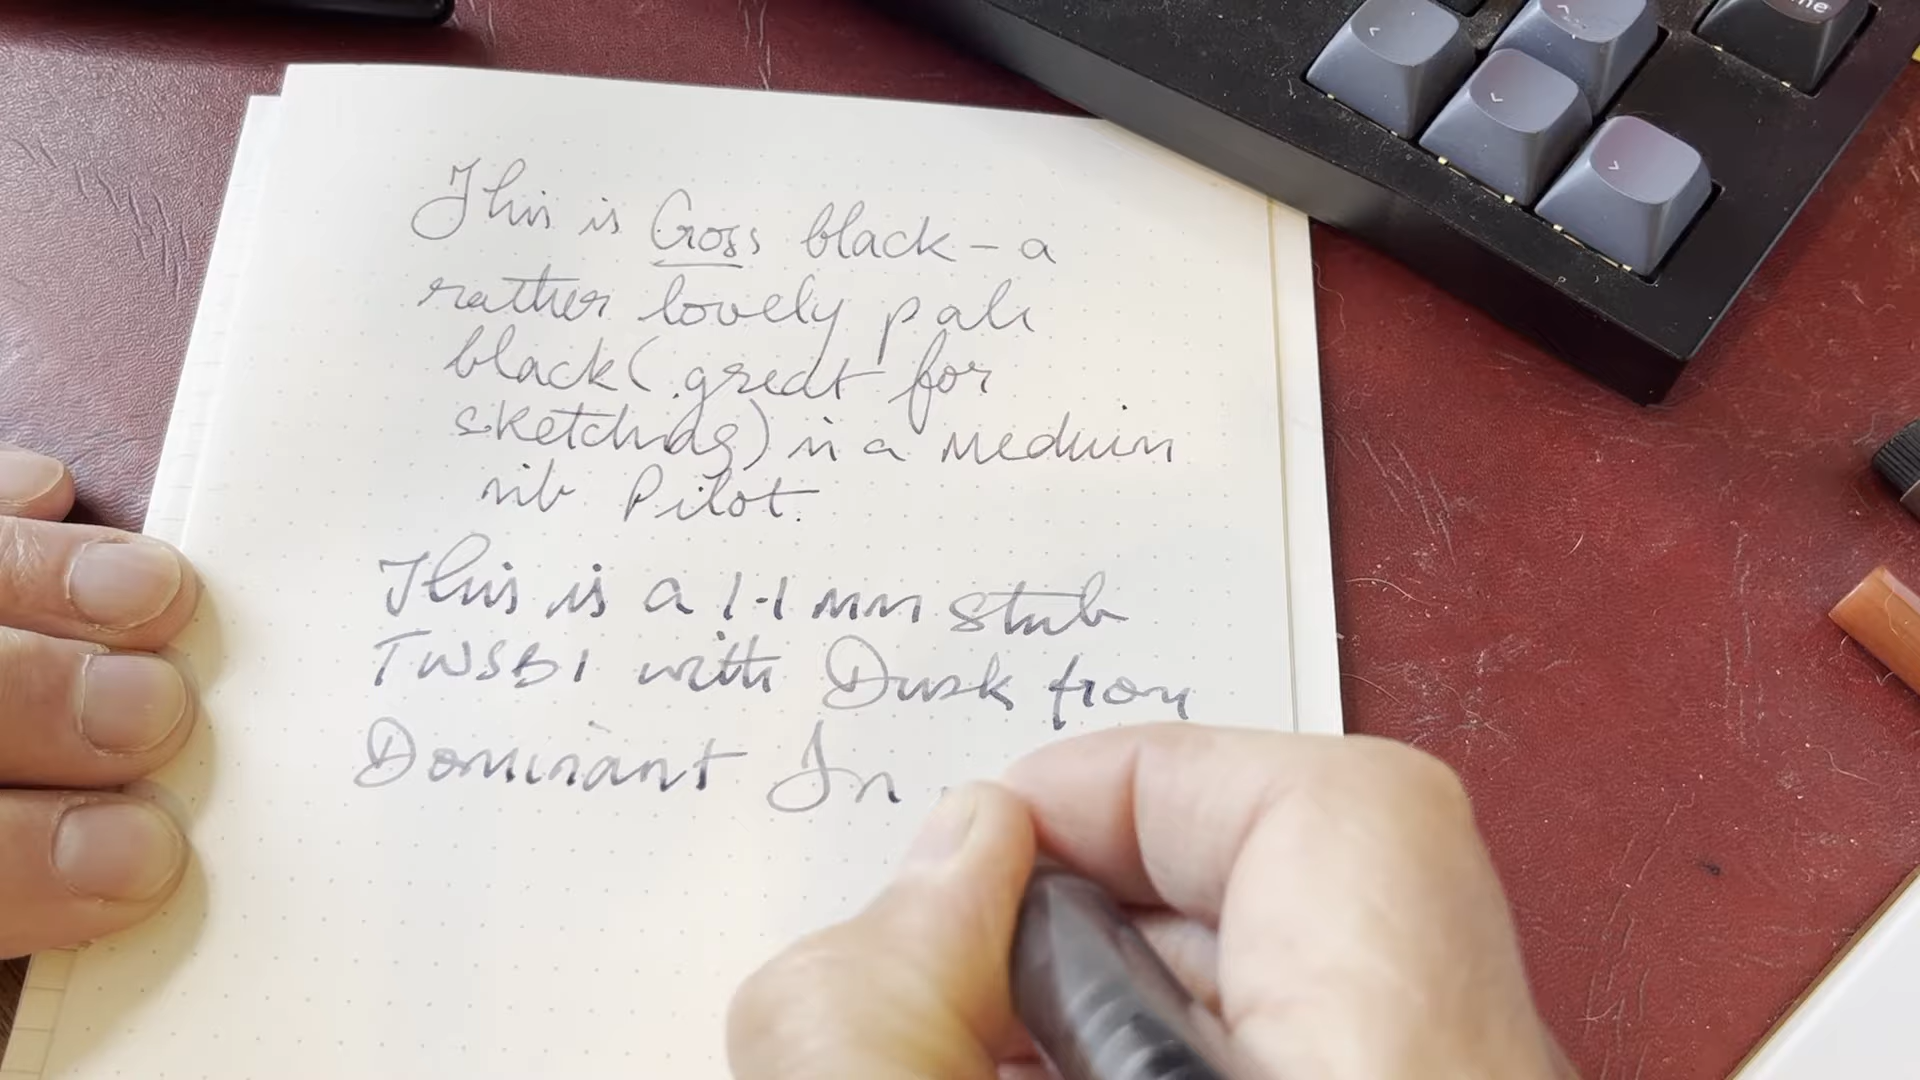 This is Goss black - a
rather lovely pale
black (great for
sketching) in a medium
nib Pilot.
This is a 1.1 mm stub
TWSBI with Dusk from
Dominant In
<
^
⌄
>